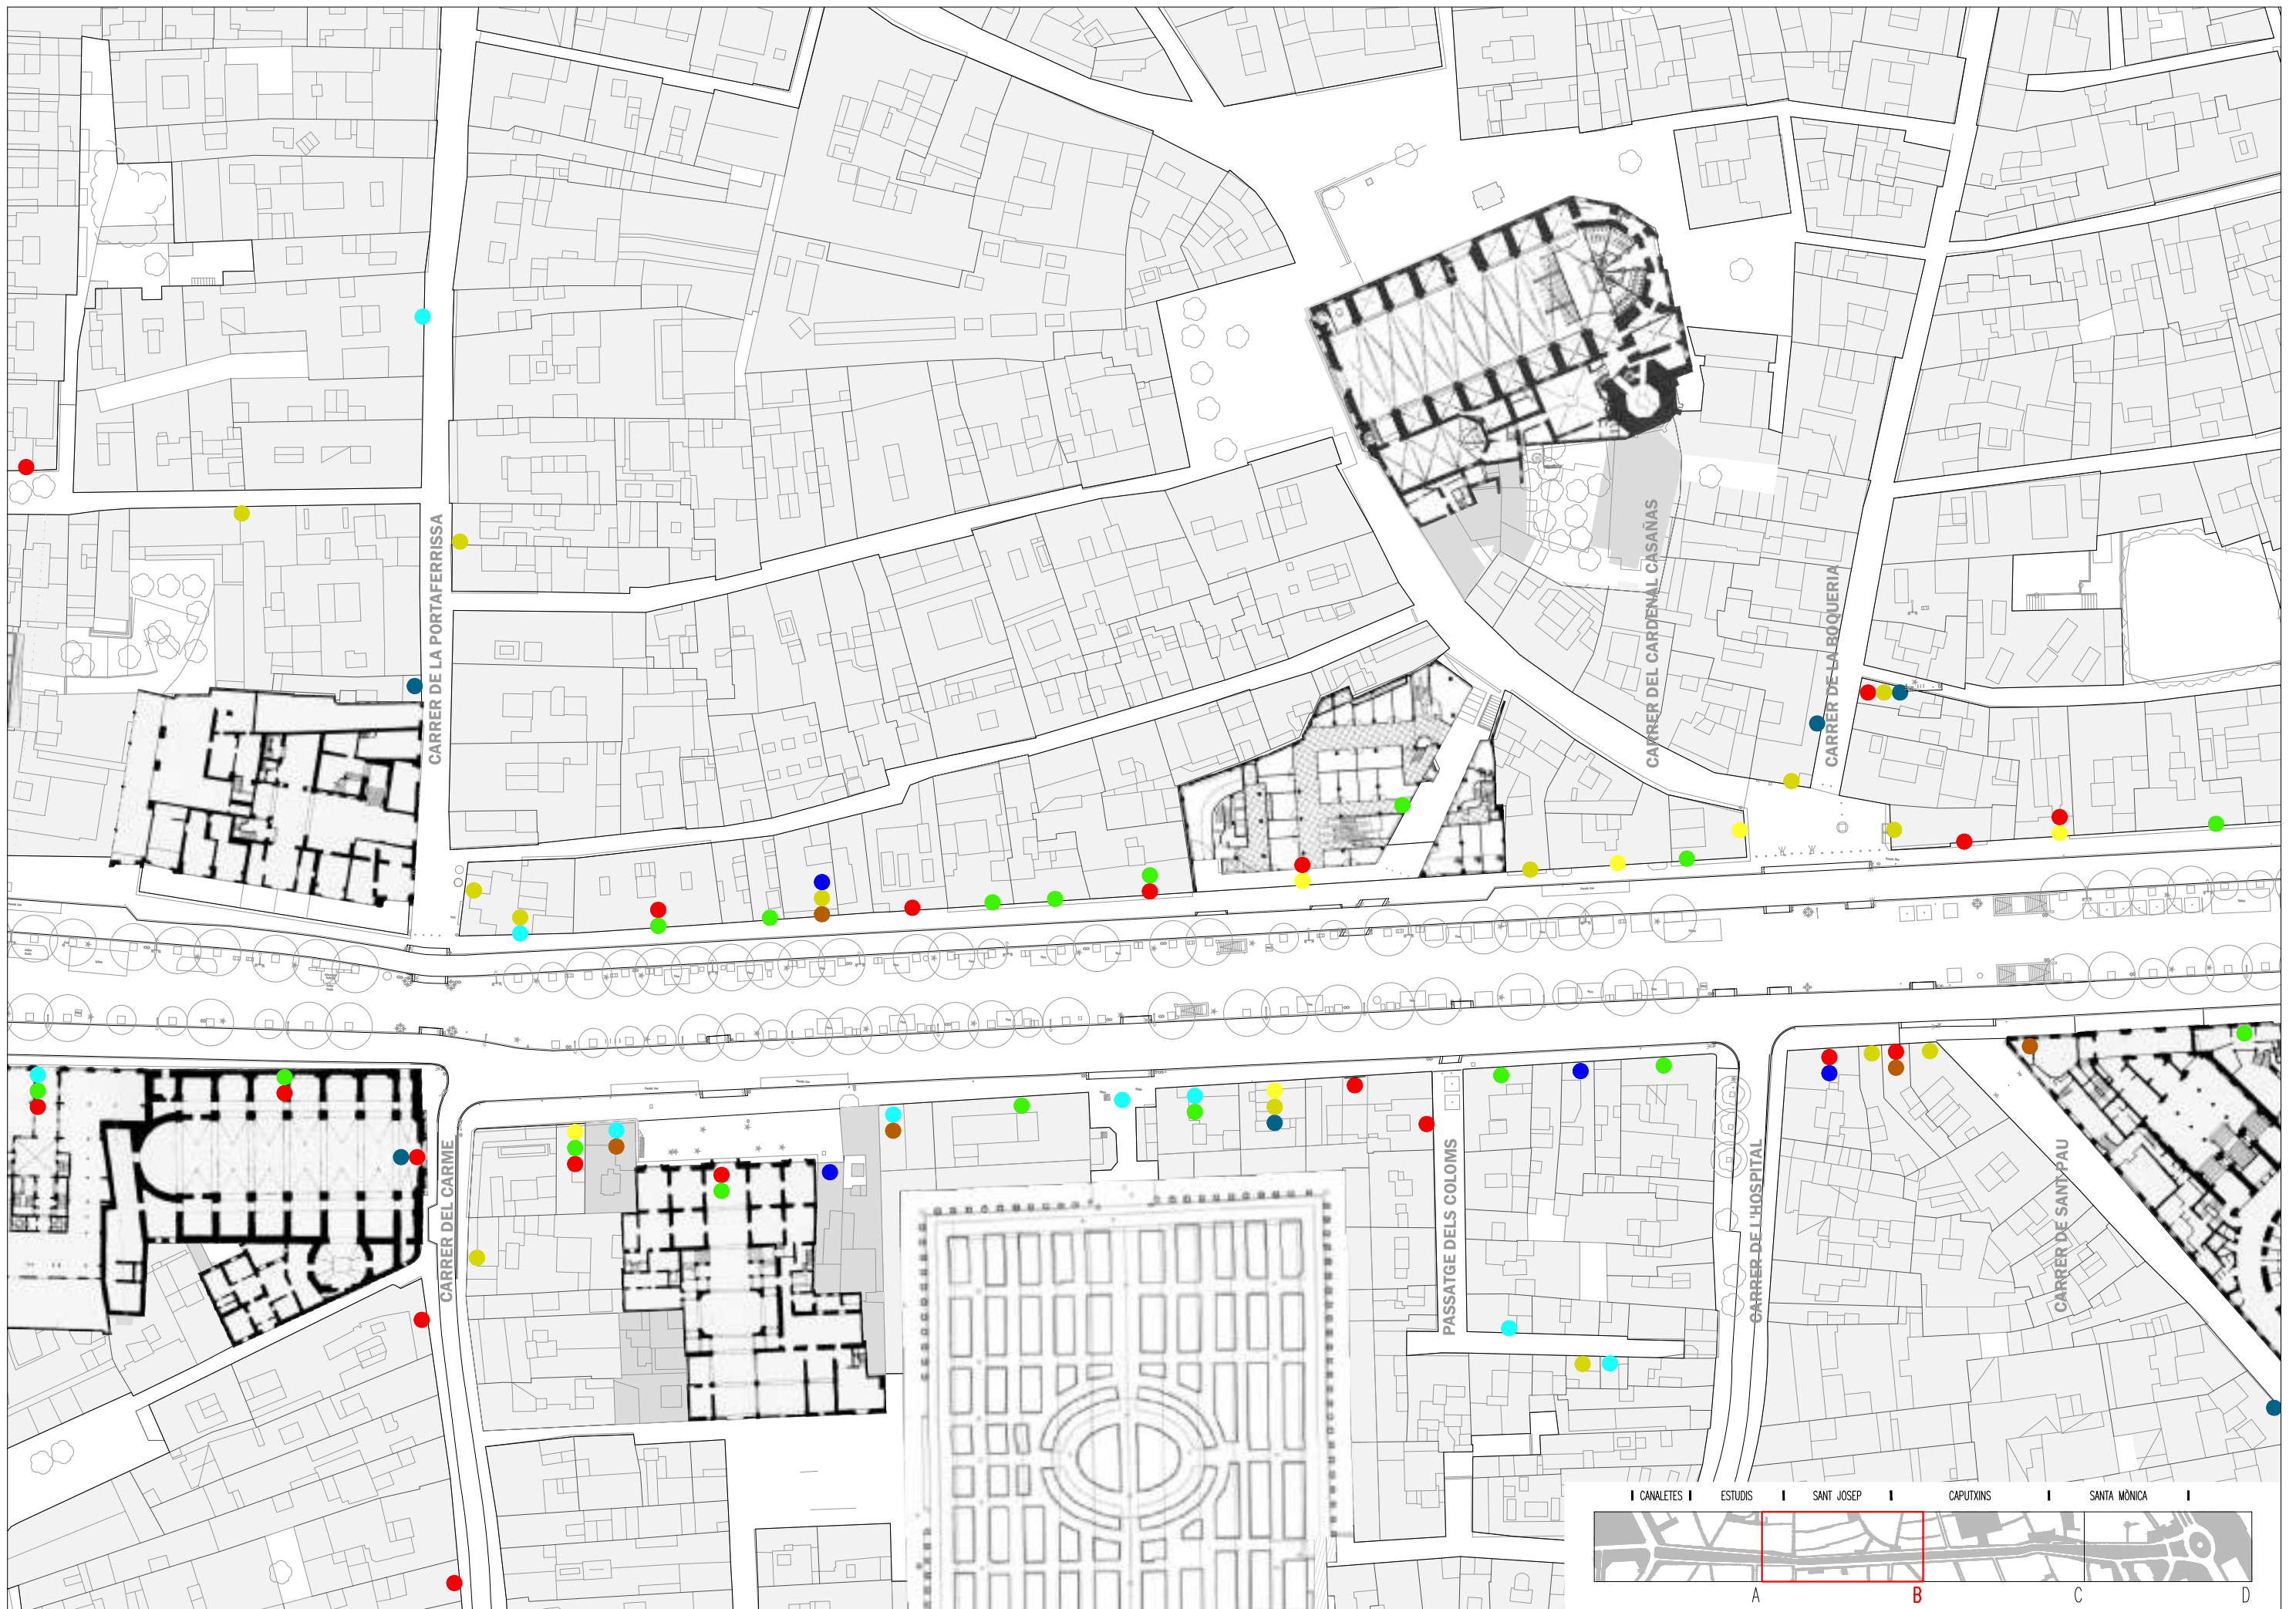 CARRER DE LA PORTAFERRISSA
CARRER DEL CARDENAL CASAÑAS
CARRER DE LA BOQUERIA
CARRER DEL CARME
PASSATGE DELS COLOMS
CARRER DE L'HOSPITAL
CARRER DE SANT PAU
CANALETES ESTUDIS SANT JOSEP CAPUTXINS SANTA MÒNICA
A B C D